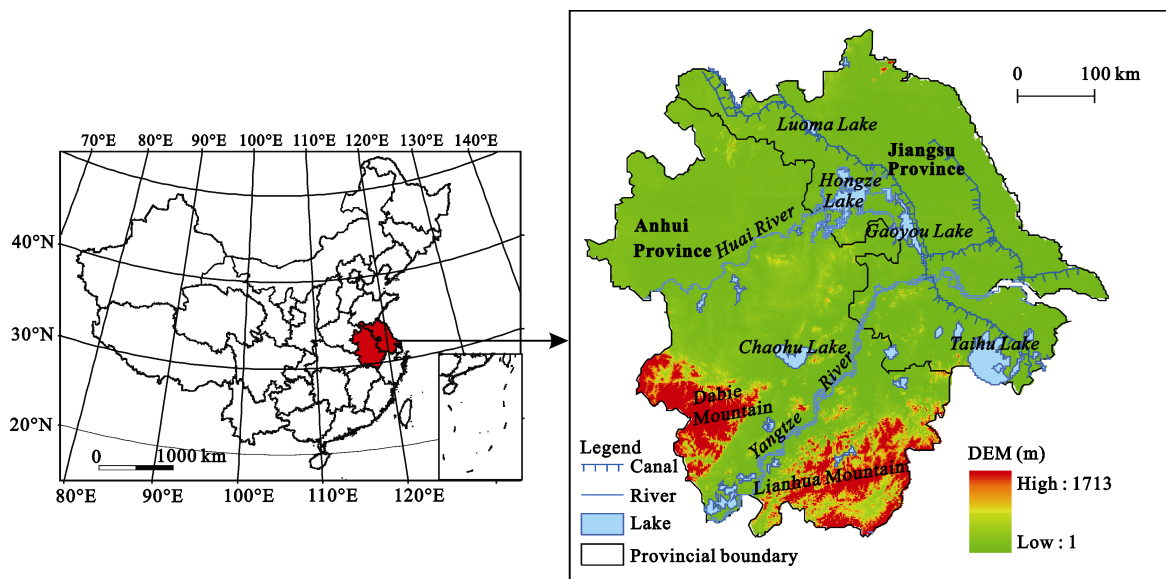 70°E 80°E 90°E 100°E 110°E 120°E 130°E 140°E
40°N
30°N
20°N
0 1000 km
80°E 90°E 100°E 110°E 120°E
0 100 km
Luoma Lake
Jiangsu
Province
Hongze
Lake
Anhui
Province
Huai River
Gaoyou Lake
Chaohu Lake
River
Taihu Lake
Dabie
Mountain
Yangtze
Lianhua Mountain
Legend
Canal
River
Lake
Provincial boundary
DEM (m)
High : 1713
Low : 1